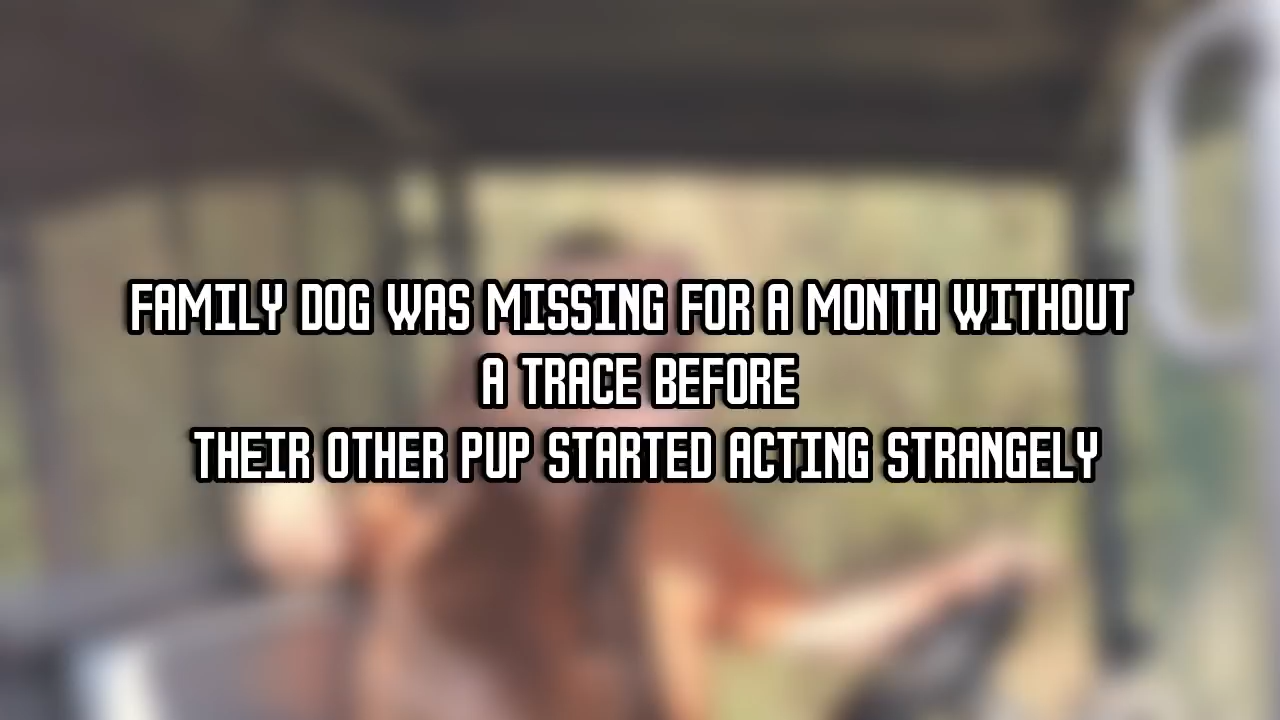 FAMILY DOG WAS MISSING FOR A MONTH WITHOUT
A TRACE BEFORE
THEIR OTHER PUP STARTED ACTING STRANGELY